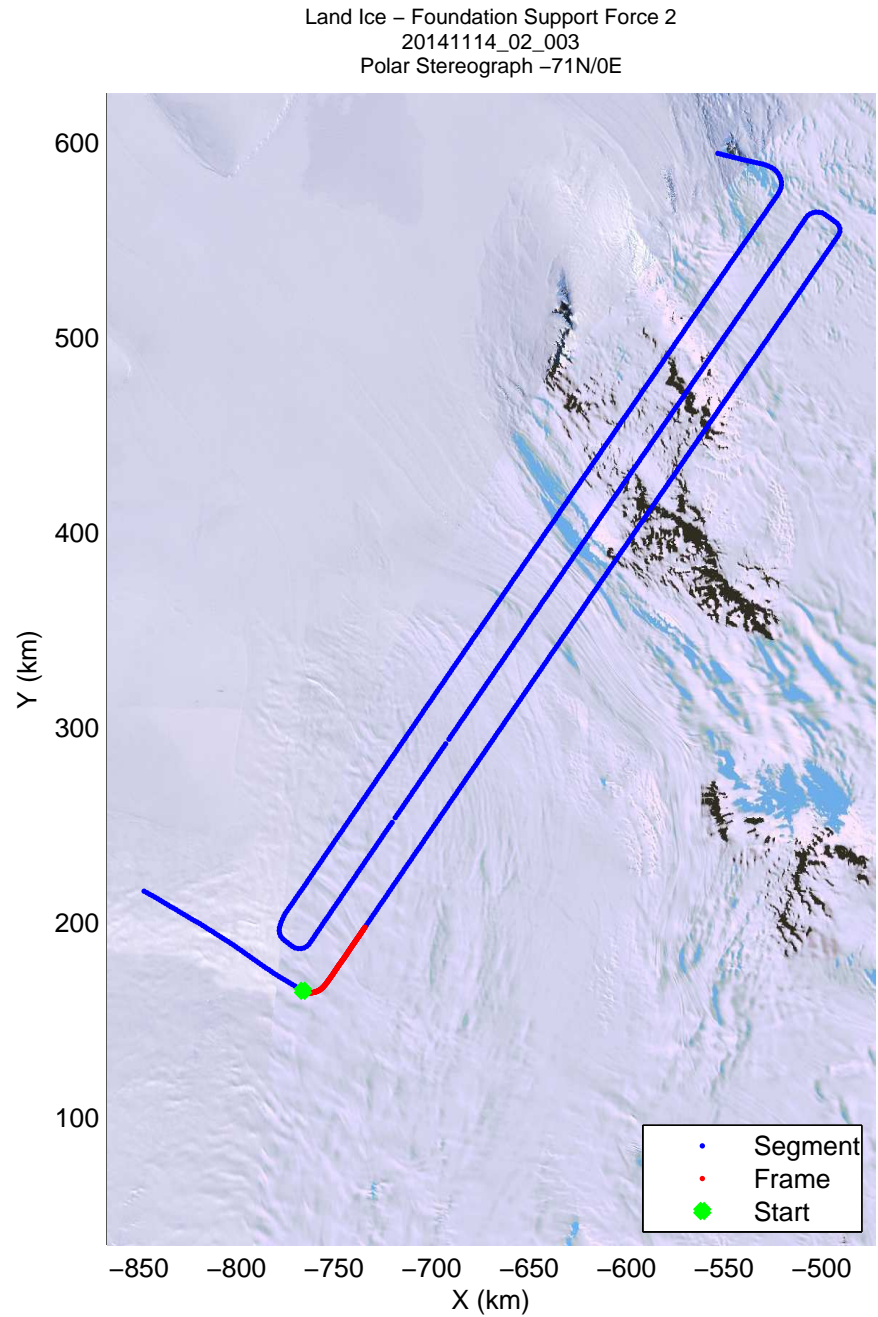 Land Ice − Foundation Support Force 2
20141114_02_003
Polar Stereograph −71N/0E
600
500
400
300
200
100
Y (km)
−850 −800 −750 −700 −650 −600 −550 −500
X (km)
Segment
Frame
Start